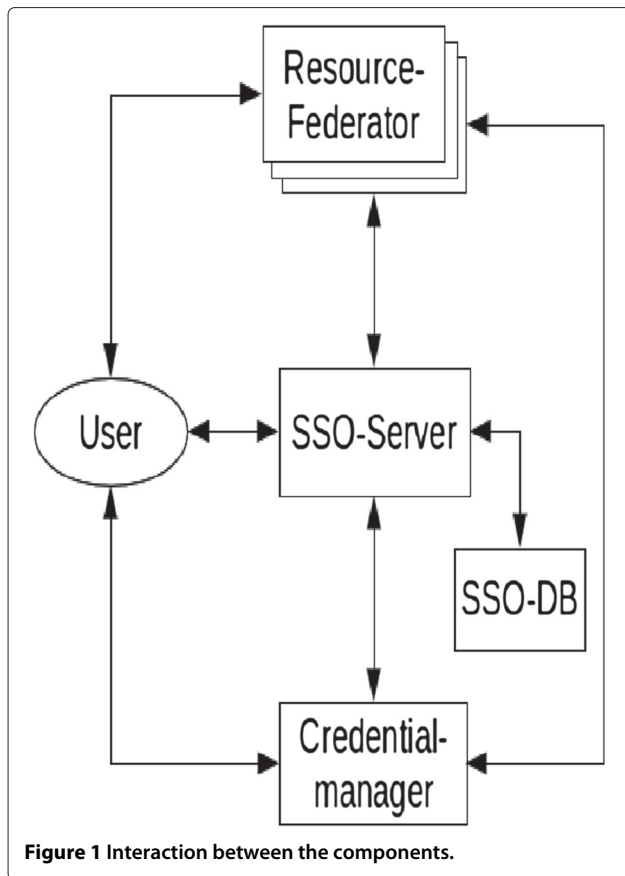 Resource-
Federator
User
SSO-Server
SSO-DB
Credential-
manager
Figure 1 Interaction between the components.